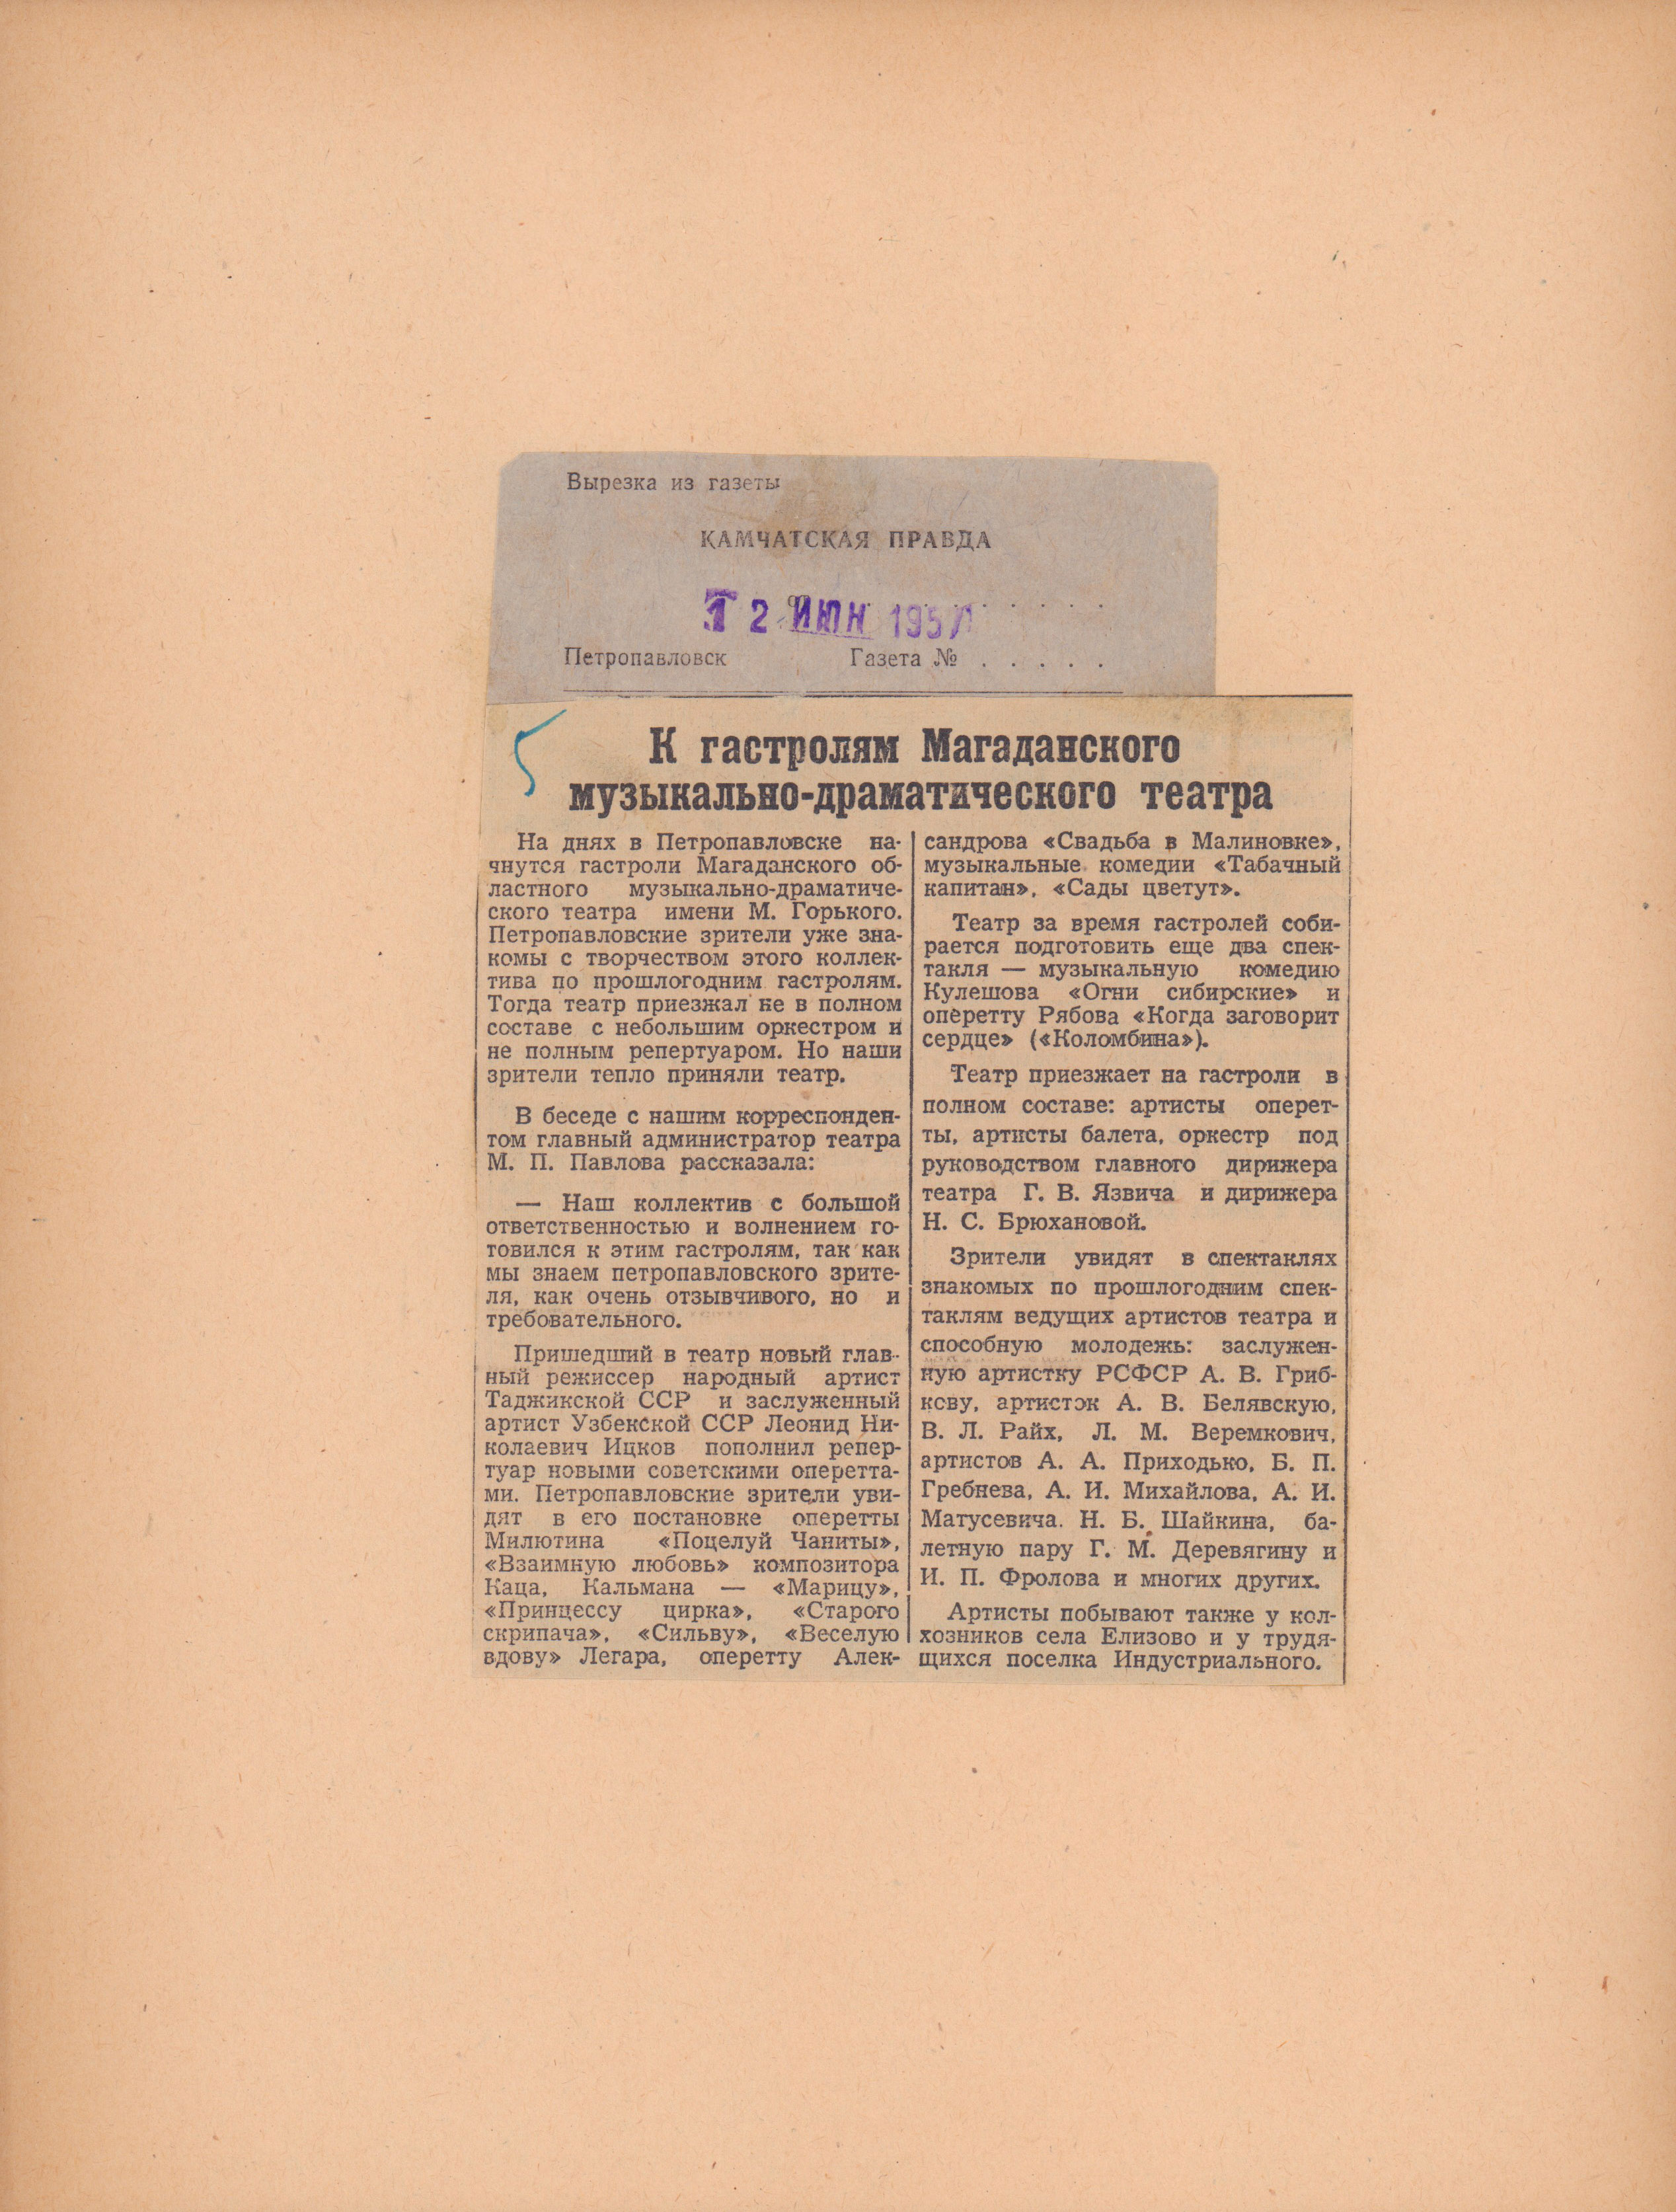 Вырезка из газеты
КАМЧАТСКАЯ ПРАВДА
12 ИЮН 1957
Петропавловск Газета № . . . . .
5
К гастролям Магаданского
музыкально-драматического театра
На днях в Петропавловске на-
чнутся гастроли Магаданского об-
ластного музыкально-драматиче-
ского театра имени М. Горького.
Петропавловские зрители уже зна-
комы с творчеством этого коллек-
тива по прошлогодним гастролям.
Тогда театр приезжал не в полном
составе с небольшим оркестром и
не полным репертуаром. Но наши
зрители тепло приняли театр.
В беседе с нашим корреспонден-
том главный администратор театра
М. П. Павлова рассказала:
— Наш коллектив с большой
ответственностью и волнением го-
товился к этим гастролям, так как
мы знаем петропавловского зрите-
ля, как очень отзывчивого, но и
требовательного.
Пришедший в театр новый глав-
ный режиссер народный артист
Таджикской ССР и заслуженный
артист Узбекской ССР Леонид Ни-
колаевич Ицков пополнил репер-
туар новыми советскими оперетта-
ми. Петропавловские зрители уви-
дят в его постановке оперетты
Милютина «Поцелуй Чаниты»,
«Взаимную любовь» композитора
Каца, Кальмана — «Марицу»,
«Принцессу цирка», «Старого
скрипача», «Сильву», «Веселую
вдову» Легара, оперетту Алек-
сандрова «Свадьба в Малиновке»,
музыкальные комедии «Табачный
капитан», «Сады цветут».
Театр за время гастролей соби-
рается подготовить еще два спек-
такля — музыкальную комедию
Кулешова «Огни сибирские» и
оперетту Рябова «Когда заговорит
сердце» («Коломбина»).
Театр приезжает на гастроли в
полном составе: артисты оперет-
ты, артисты балета, оркестр под
руководством главного дирижера
театра Г. В. Язвича и дирижера
Н. С. Брюхановой.
Зрители увидят в спектаклях
знакомых по прошлогодним спек-
таклям ведущих артистов театра и
способную молодежь: заслужен-
ную артистку РСФСР А. В. Гриб-
кову, артисток А. В. Белявскую,
В. Л. Райх, Л. М. Веремкович,
артистов А. А. Приходько, Б. П.
Гребнева, А. И. Михайлова, А. И.
Матусевича. Н. Б. Шайкина, ба-
летную пару Г. М. Деревягину и
И. П. Фролова и многих других.
Артисты побывают также у кол-
хозников села Елизово и у трудя-
щихся поселка Индустриального.